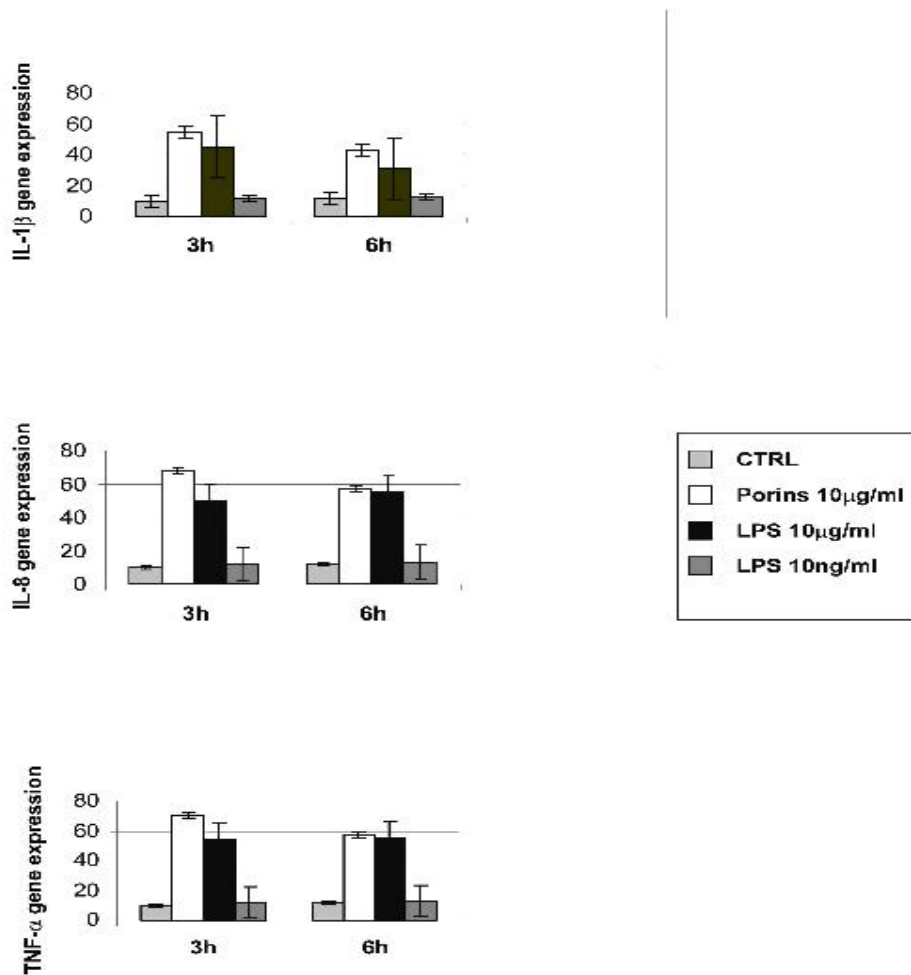 IL-1β gene expression
80
60
40
20
0
3h
6h
IL-8 gene expression
80
60
40
20
0
3h
6h
CTRL
Porins 10μg/ml
LPS 10μg/ml
LPS 10ng/ml
TNF-α gene expression
80
60
40
20
0
3h
6h